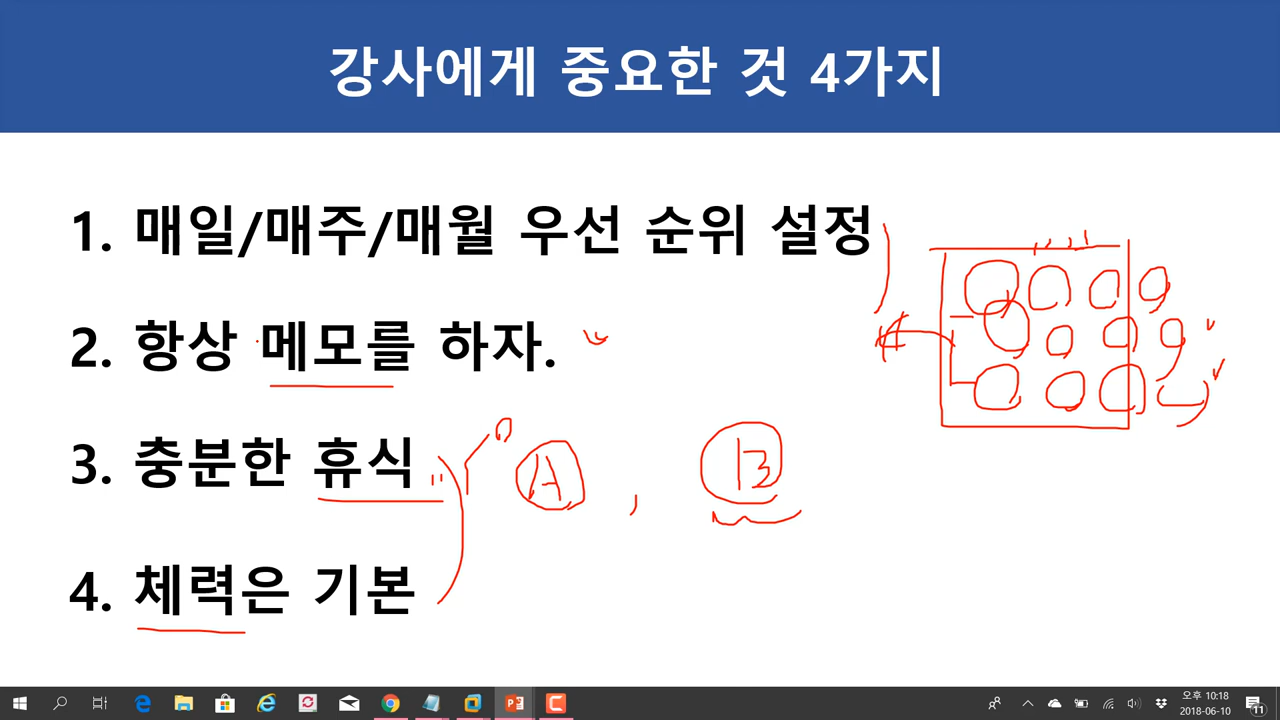 강사에게 중요한 것 4가지
1. 매일/매주/매월 우선 순위 설정
2. 항상 메모를 하자.
3. 충분한 휴식
A , B
4. 체력은 기본
오후 10:18
2018-06-10
11